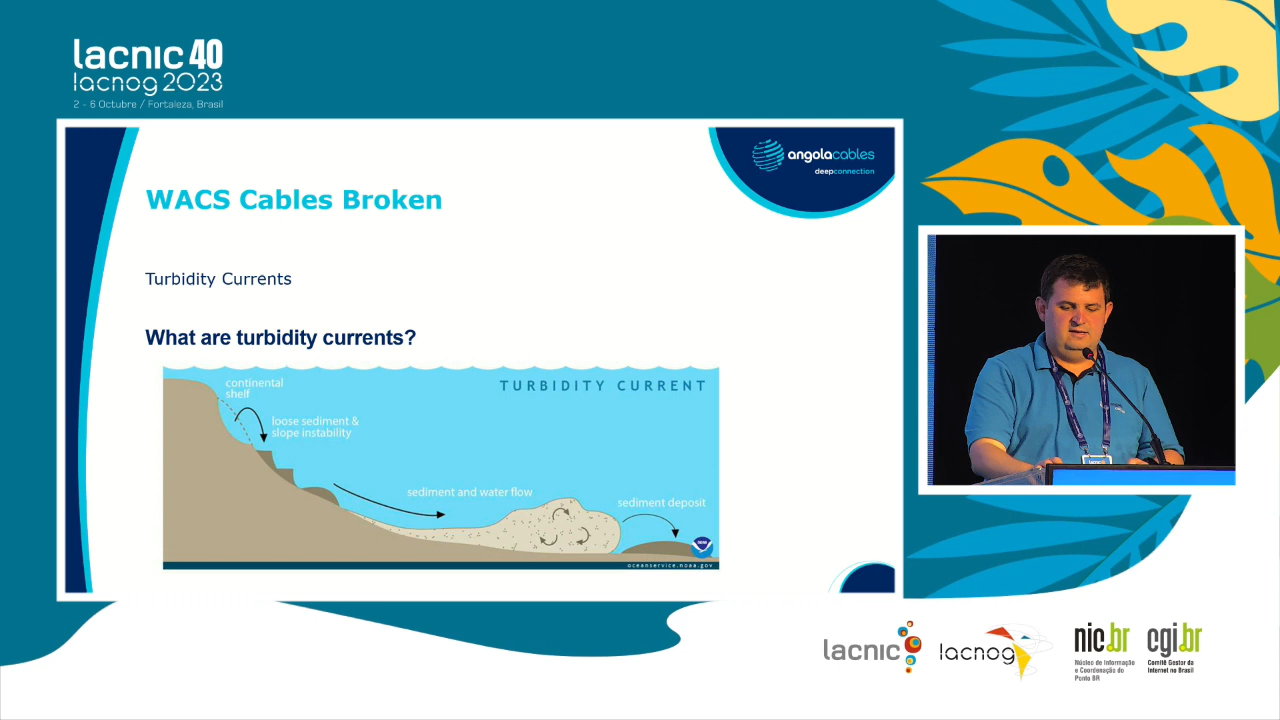 lacnic 40
lacnog 2023
2 - 6 Octubre / Fortaleza, Brasil
angolacables
deepconnection
WACS Cables Broken
Turbidity Currents
What are turbidity currents?
continental
shelf
TURBIDITY CURRENT
loose sediment &
slope instability
sediment and water flow
sediment deposit
oceanservice.noaa.gov
lacnic
lacnog
nic.br
Núcleo de Informação
e Coordenação do
Ponto BR
cgi.br
Comitê Gestor da
Internet no Brasil